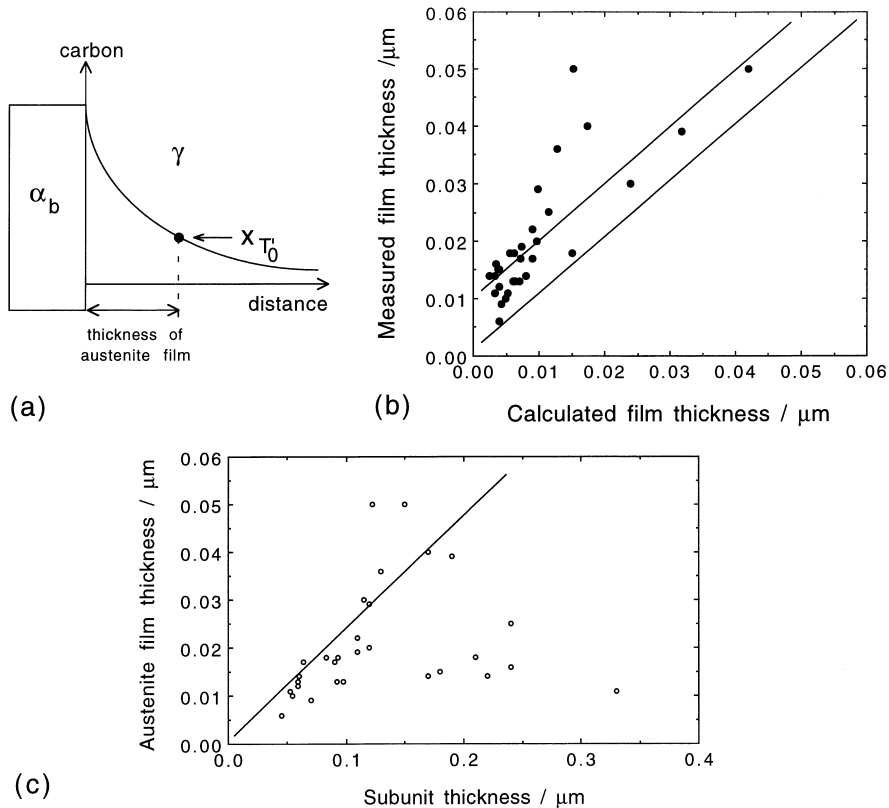 carbon
γ
α_b
X_T'₀
distance
thickness of
austenite film
(a)
Measured film thickness /μm
0.06
0.05
0.04
0.03
0.02
0.01
0.00
0.00 0.01 0.02 0.03 0.04 0.05 0.06
Calculated film thickness / μm
(b)
Austenite film thickness / μm
0.06
0.05
0.04
0.03
0.02
0.01
0.00
0.0 0.1 0.2 0.3 0.4
Subunit thickness / μm
(c)